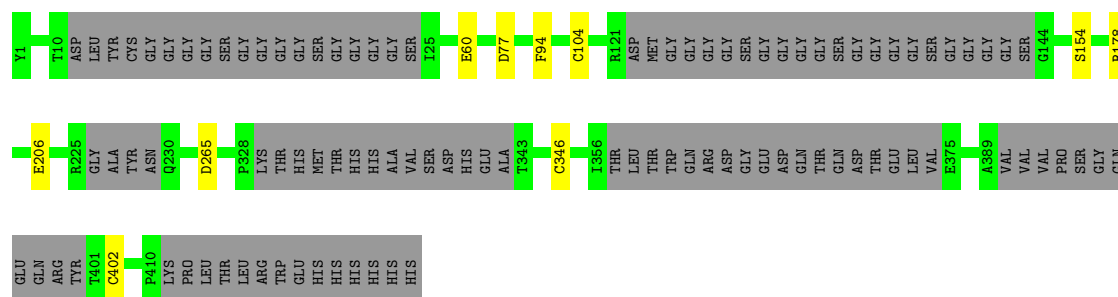 Y1 T10 ASP LEU TYR CYS GLY GLY GLY GLY SER GLY GLY GLY GLY SER I25 E60 D77 F94 C104 R121 ASP MET GLY GLY GLY GLY SER GLY GLY GLY GLY SER GLY GLY GLY GLY SER GLY GLY GLY GLY SER G144 S154
E206 R225 GLY ALA TYR ASN Q230 D265 P328 LYS THR HIS MET THR HIS HIS ALA VAL SER ASP HIS GLU ALA T343 C346 I356 THR LEU THR TRP GLN ARG ASP GLY GLU ASP GLN THR GLN ASP THR GLU LEU VAL E375 A389 VAL VAL VAL PRO SER GLY GLN
GLU GLN ARG TYR T401 C402 P410 LYS PRO LEU THR LEU ARG TRP GLU HIS HIS HIS HIS HIS HIS